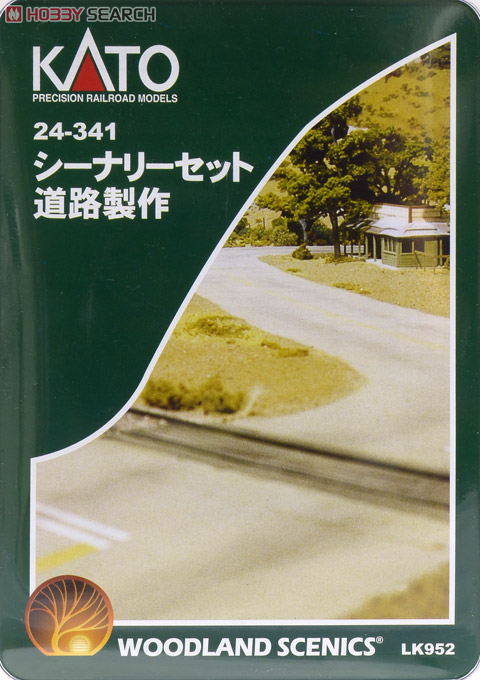 HOBBY SEARCH
KATO
PRECISION RAILROAD MODELS
24-341
シーナリーセット
道路製作
WOODLAND SCENICS®
LK952